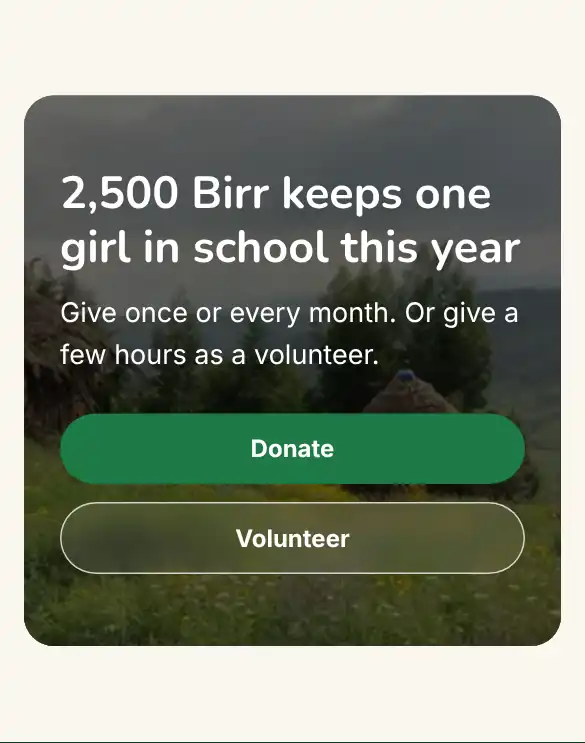 2,500 Birr keeps one
girl in school this year
Give once or every month. Or give a
few hours as a volunteer.
Donate
Volunteer